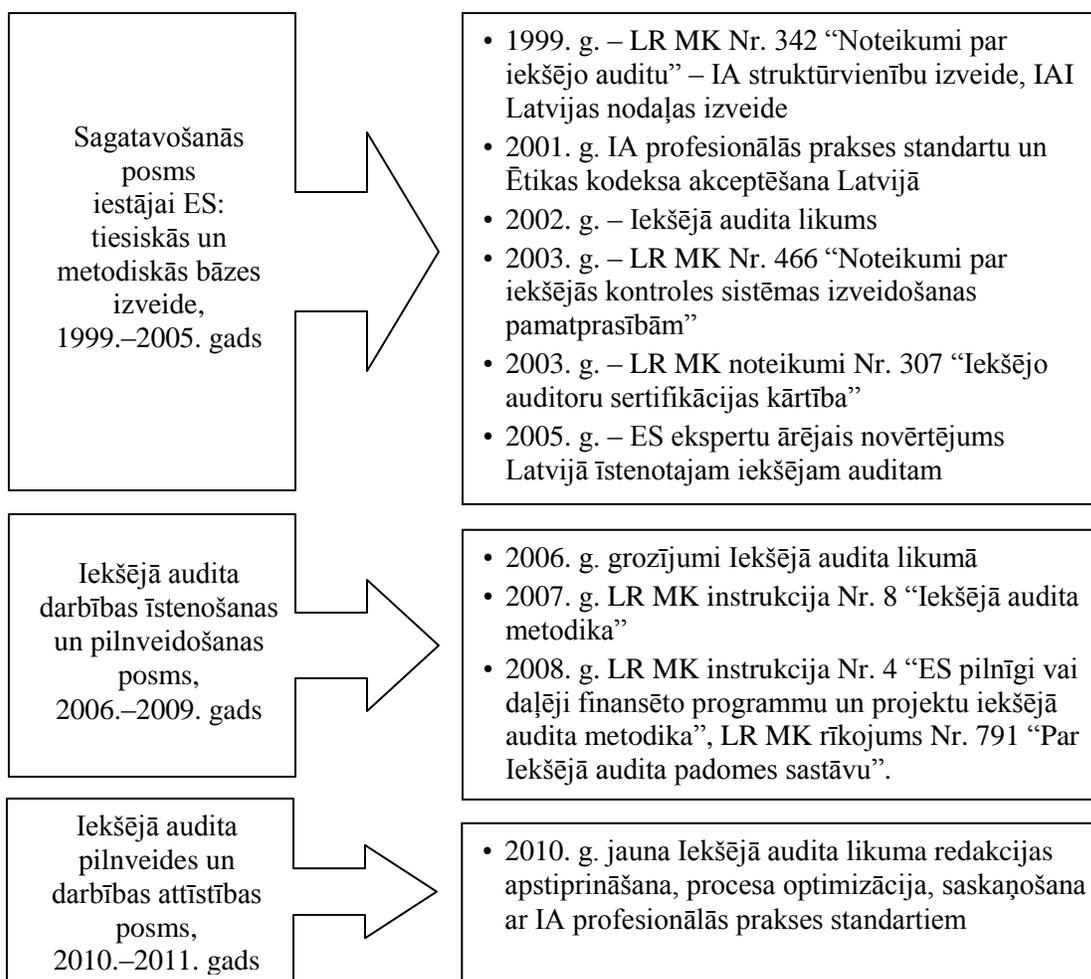 Sagatavošanās
posms
iestājai ES:
tiesiskās un
metodiskās bāzes
izveide,
1999.–2005. gads
• 1999. g. – LR MK Nr. 342 “Noteikumi par
iekšējo auditu” – IA struktūrvienību izveide, IAI
Latvijas nodaļas izveide
• 2001. g. IA profesionālās prakses standartu un
Ētikas kodeksa akceptēšana Latvijā
• 2002. g. – Iekšējā audita likums
• 2003. g. – LR MK Nr. 466 “Noteikumi par
iekšējās kontroles sistēmas izveidošanas
pamatprasībām”
• 2003. g. – LR MK noteikumi Nr. 307 “Iekšējo
auditoru sertifikācijas kārtība”
• 2005. g. – ES ekspertu ārējais novērtējums
Latvijā īstenotajam iekšējam auditam
Iekšējā audita
darbības īstenošanas
un pilnveidošanas
posms,
2006.–2009. gads
• 2006. g. grozījumi Iekšējā audita likumā
• 2007. g. LR MK instrukcija Nr. 8 “Iekšējā audita
metodika”
• 2008. g. LR MK instrukcija Nr. 4 “ES pilnīgi vai
daļēji finansēto programmu un projektu iekšējā
audita metodika”, LR MK rīkojums Nr. 791 “Par
Iekšējā audita padomes sastāvu”.
Iekšējā audita
pilnveides un
darbības attīstības
posms,
2010.–2011. gads
• 2010. g. jauna Iekšējā audita likuma redakcijas
apstiprināšana, procesa optimizācija, saskaņošana
ar IA profesionālās prakses standartiem